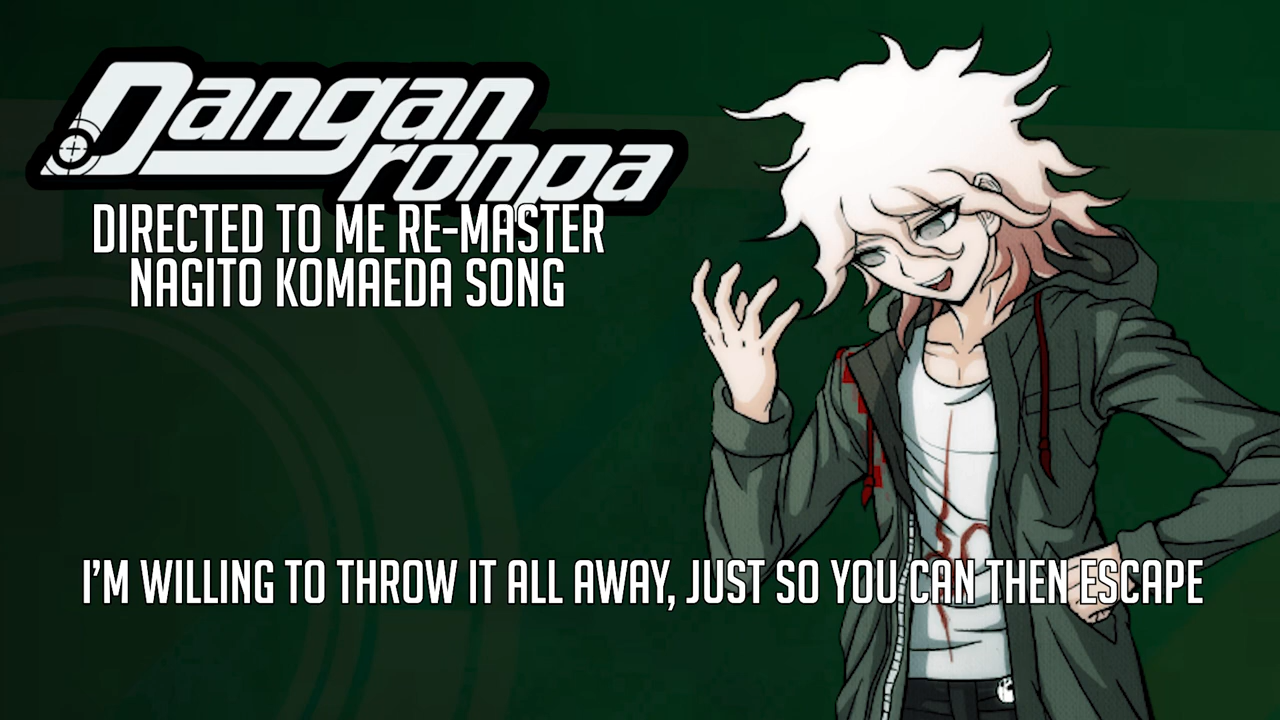 Dangan
ronpa
DIRECTED TO ME RE-MASTER
NAGITO KOMAEDA SONG
I'M WILLING TO THROW IT ALL AWAY, JUST SO YOU CAN THEN ESCAPE